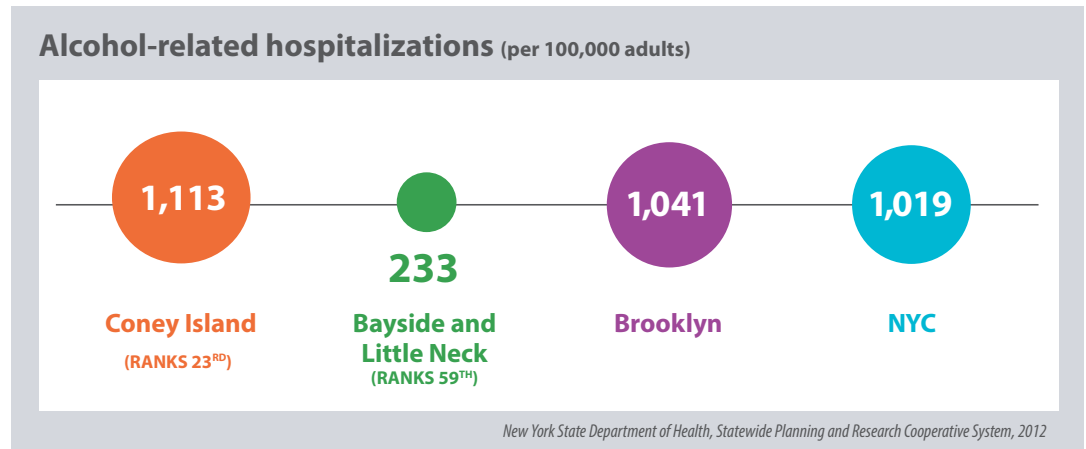 Alcohol-related hospitalizations (per 100,000 adults)
1,113
233
1,041
1,019
Coney Island
(RANKS 23RD)
Bayside and
Little Neck
(RANKS 59TH)
Brooklyn
NYC
New York State Department of Health, Statewide Planning and Research Cooperative System, 2012